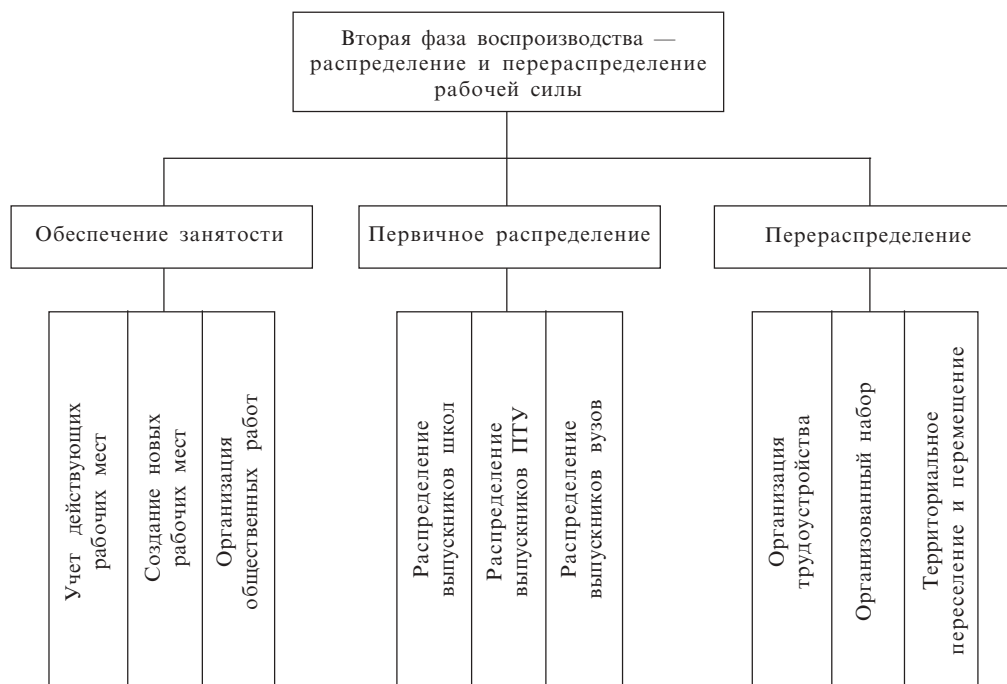 Вторая фаза воспроизводства —
распределение и перераспределение
рабочей силы
Обеспечение занятости
Первичное распределение
Перераспределение
Учет действующих
рабочих мест
Создание новых
рабочих мест
Организация
общественных работ
Распределение
выпускников школ
Распределение
выпускников ПТУ
Распределение
выпускников вузов
Организация
трудоустройства
Организованный набор
Территориальное
переселение и перемещение